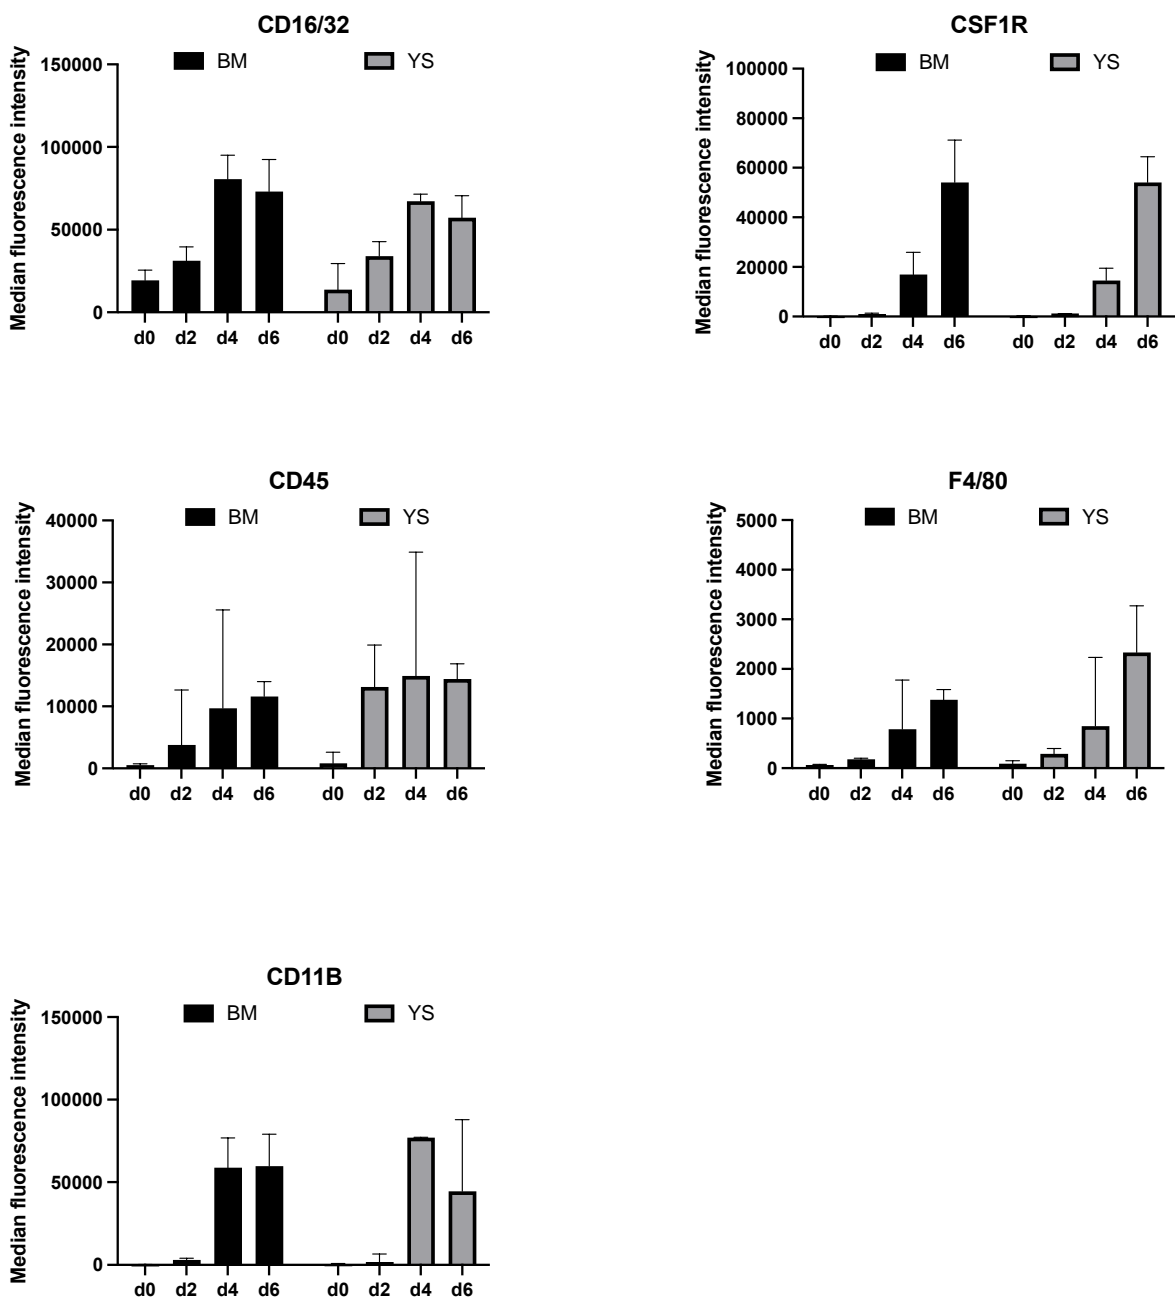 CD16/32
BM YS
Median fluorescence intensity
150000
100000
50000
0
d0 d2 d4 d6 d0 d2 d4 d6
CSF1R
BM YS
Median fluorescence intensity
100000
80000
60000
40000
20000
0
d0 d2 d4 d6 d0 d2 d4 d6
CD45
BM YS
Median fluorescence intensity
40000
30000
20000
10000
0
d0 d2 d4 d6 d0 d2 d4 d6
F4/80
BM YS
Median fluorescence intensity
5000
4000
3000
2000
1000
0
d0 d2 d4 d6 d0 d2 d4 d6
CD11B
BM YS
Median fluorescence intensity
150000
100000
50000
0
d0 d2 d4 d6 d0 d2 d4 d6